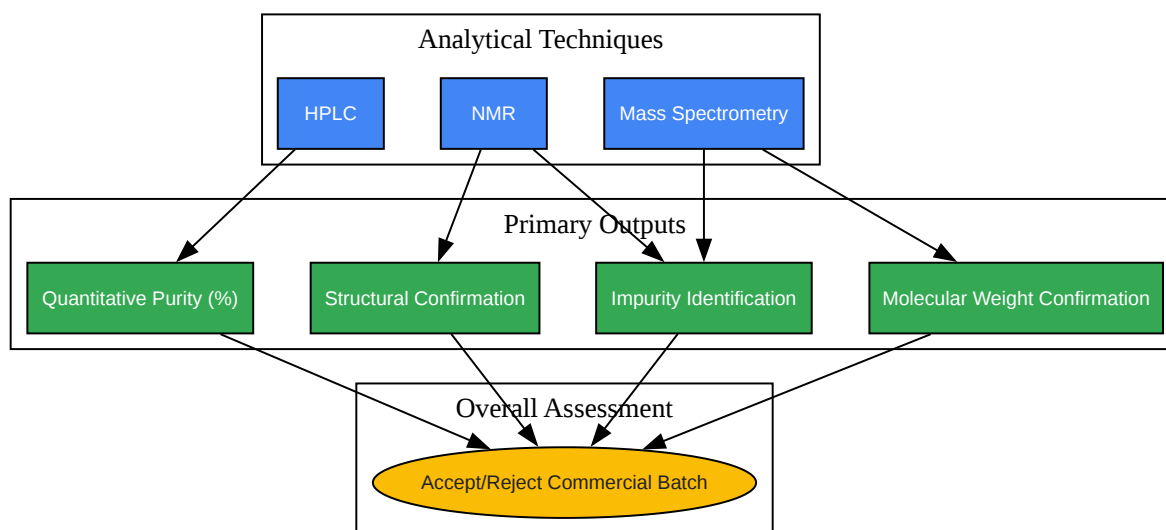 Analytical Techniques
HPLC
NMR
Mass Spectrometry
Primary Outputs
Quantitative Purity (%)
Structural Confirmation
Impurity Identification
Molecular Weight Confirmation
Overall Assessment
Accept/Reject Commercial Batch